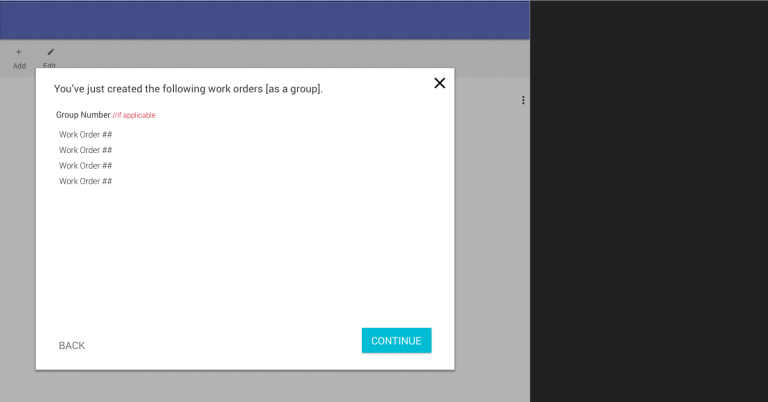 Add Edit
You've just created the following work orders [as a group].
Group Number //if applicable
Work Order ##
Work Order ##
Work Order ##
Work Order ##
BACK CONTINUE